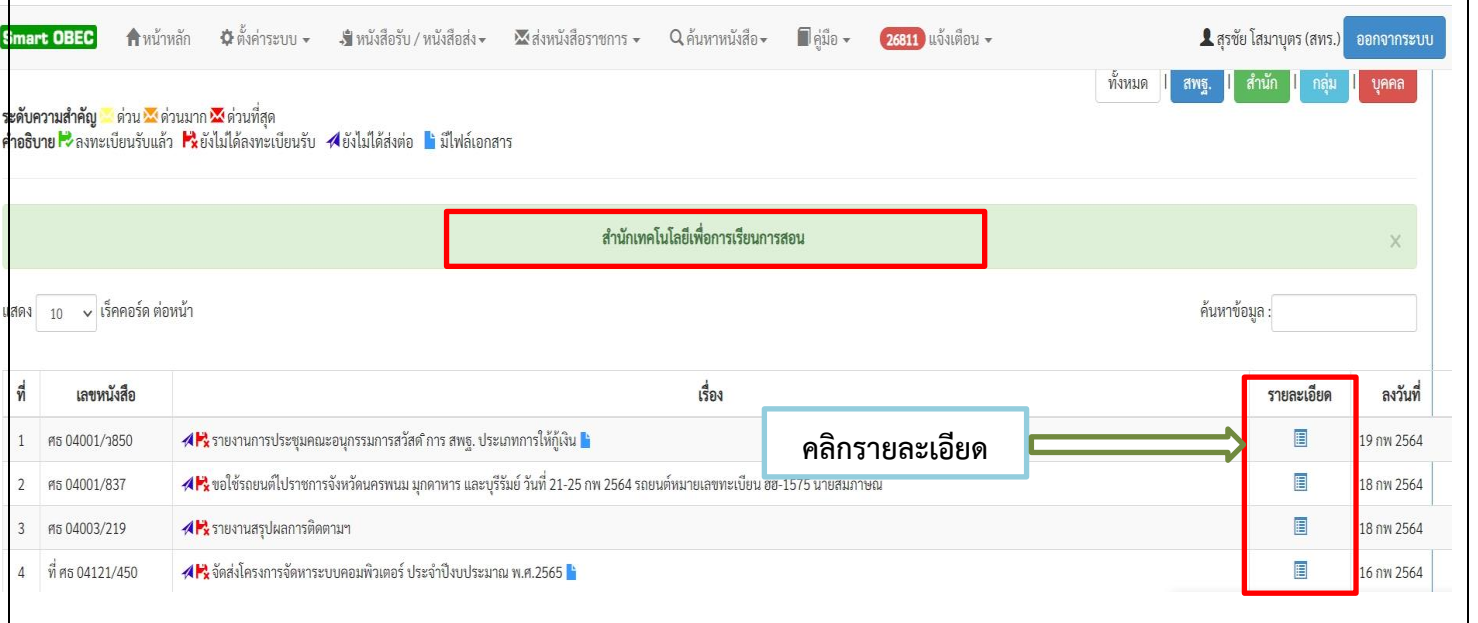 Smart OBEC หน้าหลัก ตั้งค่าระบบ หนังสือรับ / หนังสือส่ง ส่งหนังสือราชการ ค้นหาหนังสือ คู่มือ 26811 แจ้งเตือน สุรชัย โสมาบุตร (สทร.) ออกจากระบบ
ทั้งหมด | สพฐ. | สำนัก | กลุ่ม | บุคคล
ระดับความสำคัญ ด่วน ด่วนมาก ด่วนที่สุด
คำอธิบาย ลงทะเบียนรับแล้ว ยังไม่ได้ลงทะเบียนรับ ยังไม่ได้ส่งต่อ มีไฟล์เอกสาร
สำนักเทคโนโลยีเพื่อการเรียนการสอน x
แสดง 10 เร็คคอร์ด ต่อหน้า ค้นหาข้อมูล :
ที่ เลขหนังสือ เรื่อง รายละเอียด ลงวันที่
1 ศธ 04001/ว850 รายงานการประชุมคณะอนุกรรมการสวัสดิการ สพฐ. ประเภทการให้กู้เงิน 19 กพ 2564
คลิกรายละเอียด
2 ศธ 04001/837 ขอใช้รถยนต์ไปราชการจังหวัดนครพนม มุกดาหาร และบุรีรัมย์ วันที่ 21-25 กพ 2564 รถยนต์หมายเลขทะเบียน ฮฮ-1575 นายสมภาษณ์ 18 กพ 2564
3 ศธ 04003/219 รายงานสรุปผลการติดตามฯ 18 กพ 2564
4 ที่ ศธ 04121/450 จัดส่งโครงการจัดหาระบบคอมพิวเตอร์ ประจำปีงบประมาณ พ.ศ.2565 16 กพ 2564